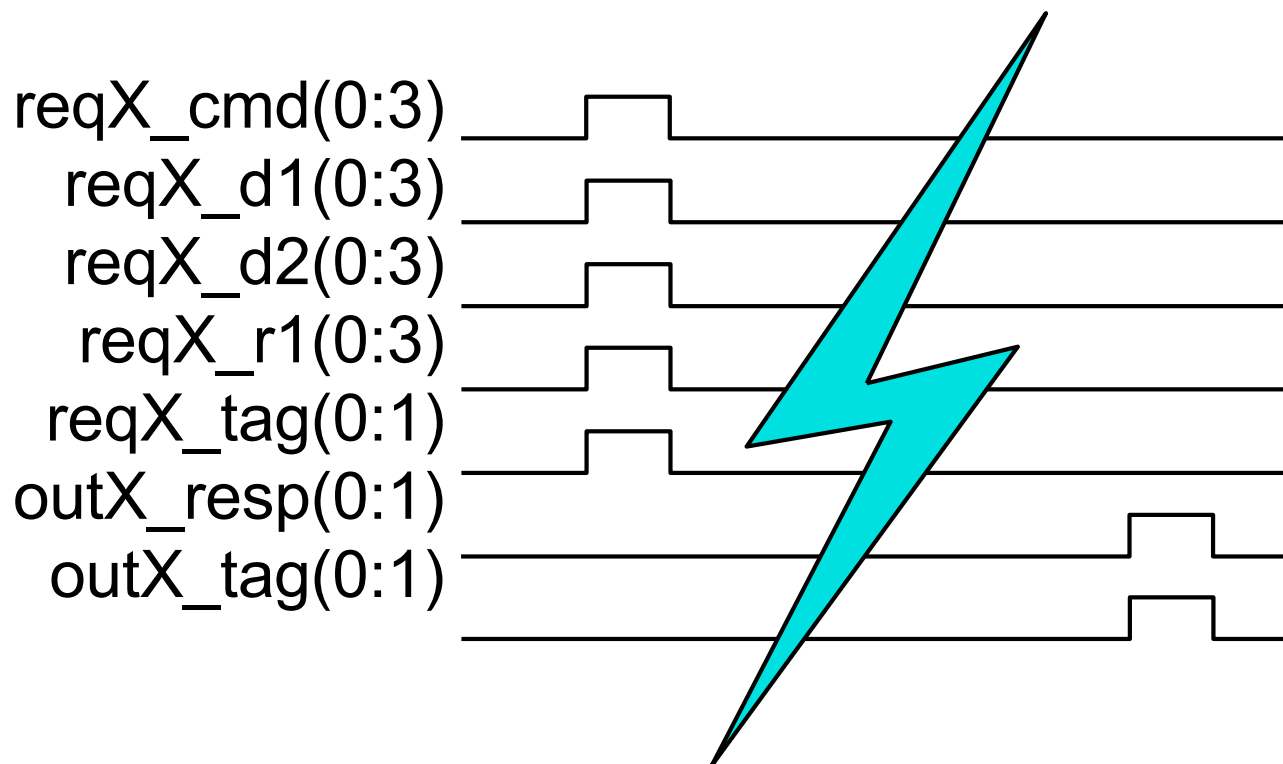 reqX_cmd(0:3)
reqX_d1(0:3)
reqX_d2(0:3)
reqX_r1(0:3)
reqX_tag(0:1)
outX_resp(0:1)
outX_tag(0:1)